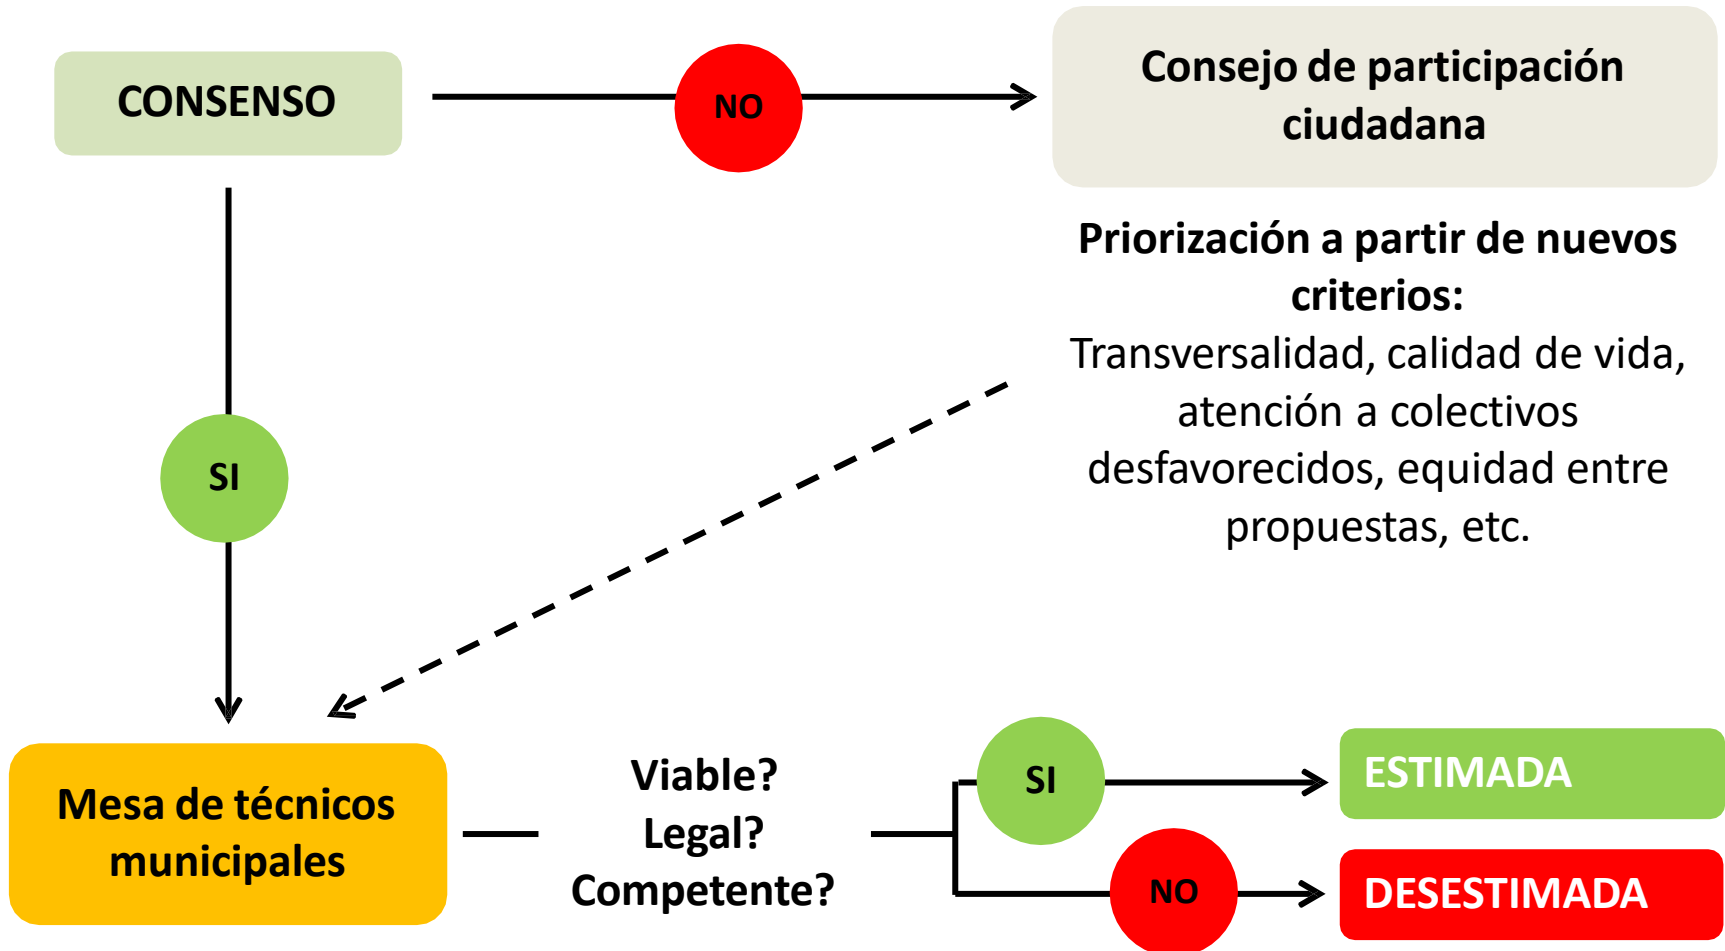 CONSENSO
NO
Consejo de participación
ciudadana
Priorización a partir de nuevos
criterios:
Transversalidad, calidad de vida,
atención a colectivos
desfavorecidos, equidad entre
propuestas, etc.
SI
Mesa de técnicos
municipales
Viable?
Legal?
Competente?
SI
ESTIMADA
NO
DESESTIMADA